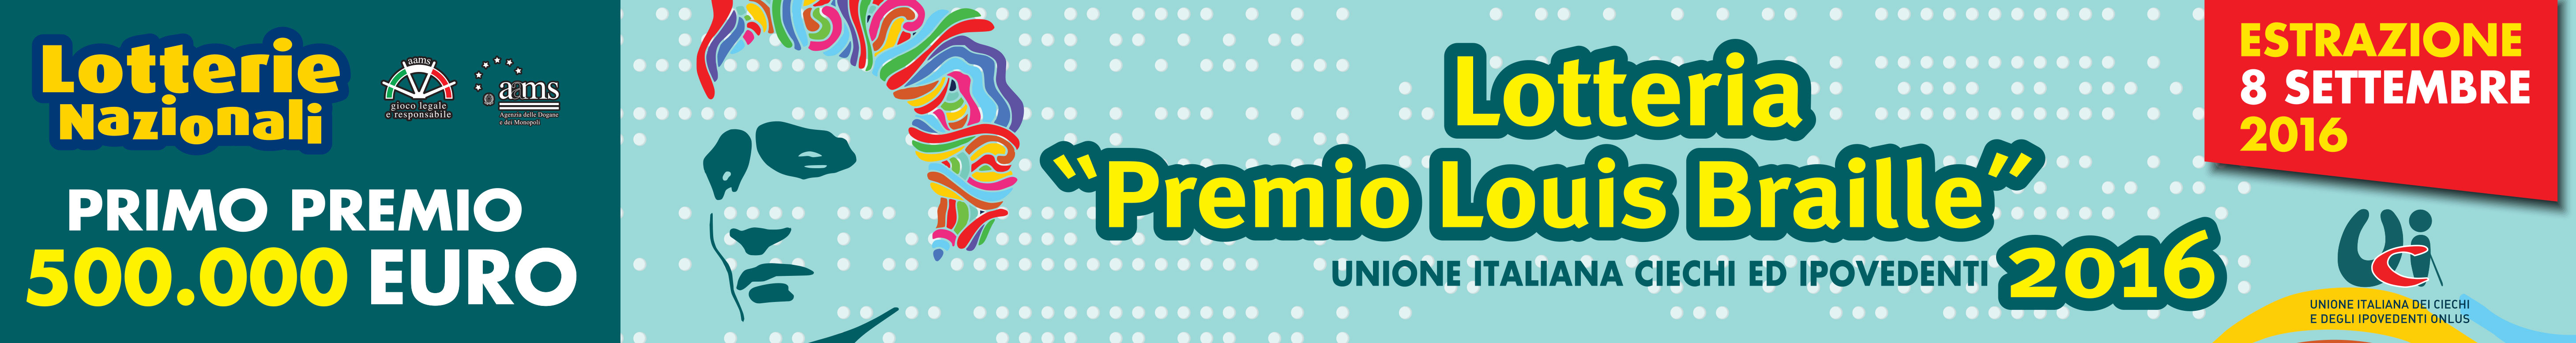 Lotterie
Nazionali
aams
gioco legale
e responsabile
aams
Agenzia delle Dogane
e dei Monopoli
PRIMO PREMIO
500.000 EURO
Lotteria
“Premio Louis Braille”
UNIONE ITALIANA CIECHI ED IPOVEDENTI
2016
ESTRAZIONE
8 SETTEMBRE
2016
UCi
UNIONE ITALIANA DEI CIECHI
E DEGLI IPOVEDENTI ONLUS